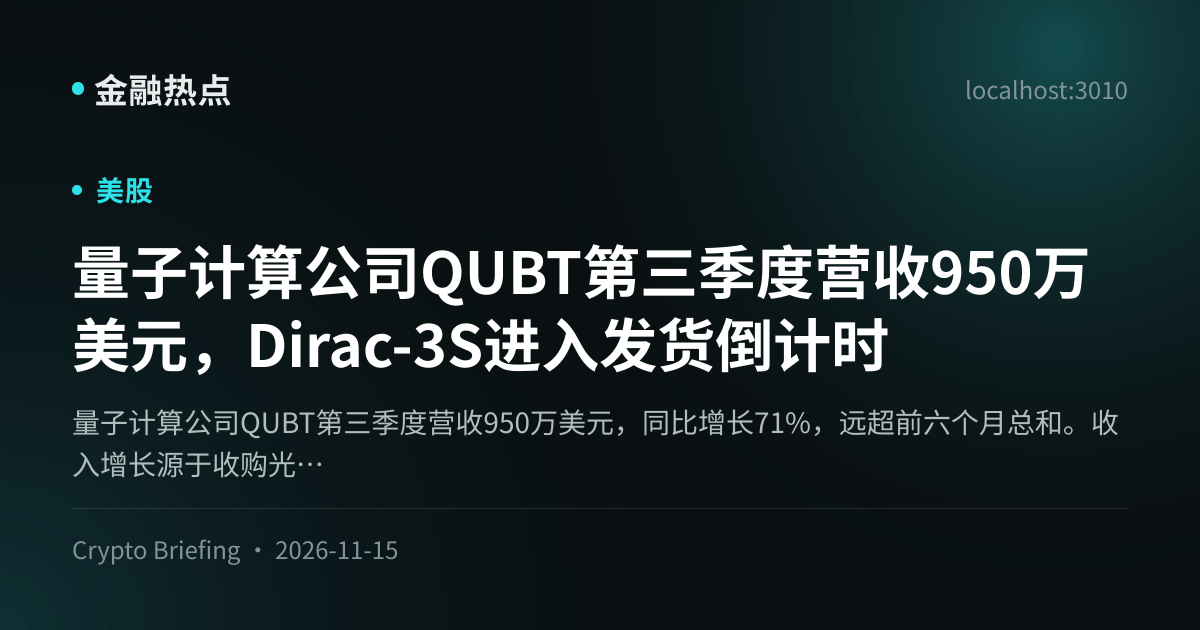 金融热点
localhost:3010
美股
量子计算公司QUBT第三季度营收950万
美元，Dirac-3S进入发货倒计时
量子计算公司QUBT第三季度营收950万美元，同比增长71%，远超前六个月总和。收
入增长源于收购光…
Crypto Briefing · 2026-11-15